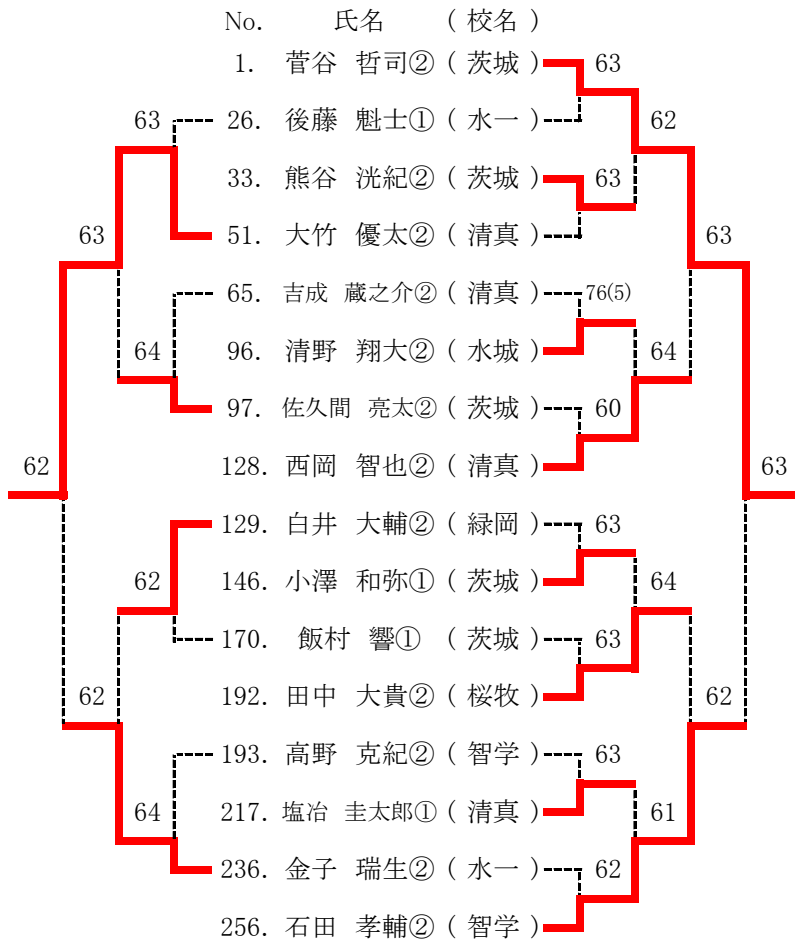 No. 氏名 ( 校名 )
1. 菅谷 哲司② ( 茨城 ) 63
63 26. 後藤 魁士① ( 水一 ) 62
33. 熊谷 洸紀② ( 茨城 ) 63
63 51. 大竹 優太② ( 清真 ) 63
65. 吉成 蔵之介② ( 清真 ) 76(5)
64 96. 清野 翔大② ( 水城 ) 64
97. 佐久間 亮太② ( 茨城 ) 60
62 128. 西岡 智也② ( 清真 ) 63
129. 白井 大輔② ( 緑岡 ) 63
62 146. 小澤 和弥① ( 茨城 ) 64
170. 飯村 響① ( 茨城 ) 63
62 192. 田中 大貴② ( 桜牧 ) 62
193. 高野 克紀② ( 智学 ) 63
64 217. 塩冶 圭太郎① ( 清真 ) 61
236. 金子 瑞生② ( 水一 ) 62
256. 石田 孝輔② ( 智学 )